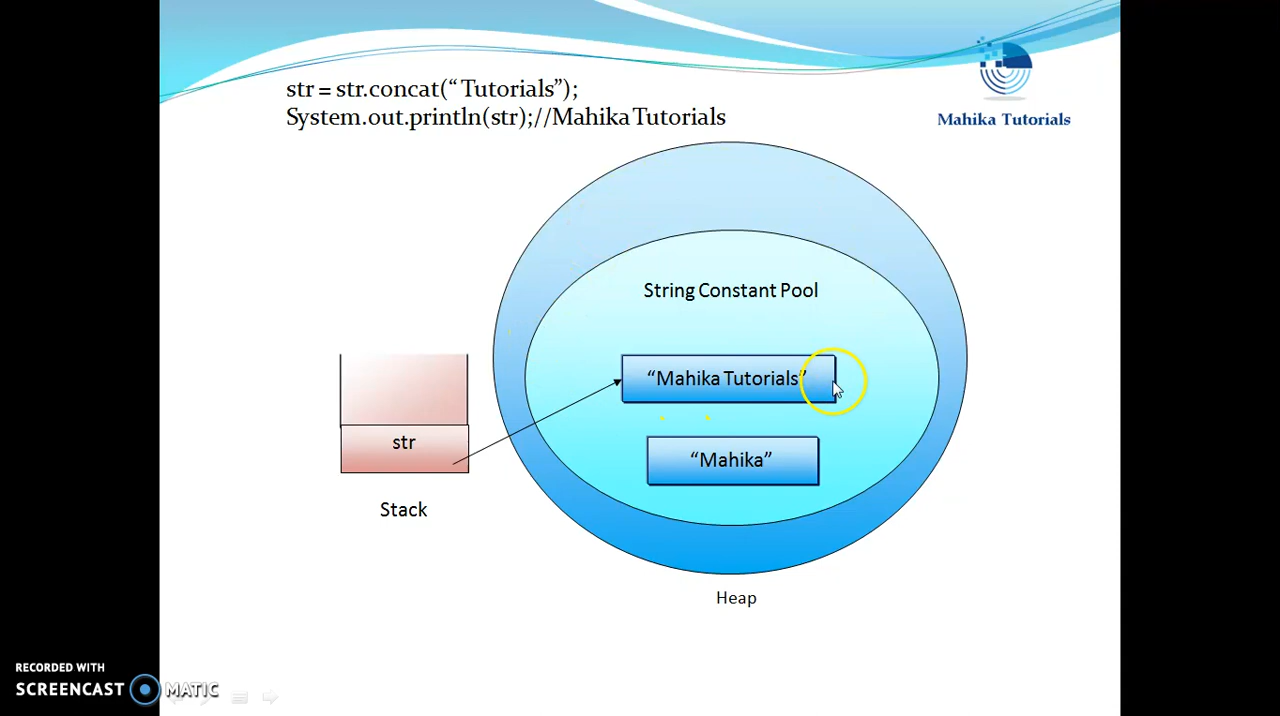 str = str.concat(“ Tutorials”);
System.out.println(str);//Mahika Tutorials
Mahika Tutorials
String Constant Pool
“Mahika Tutorials”
str
“Mahika”
Stack
Heap
RECORDED WITH
SCREENCAST MATIC